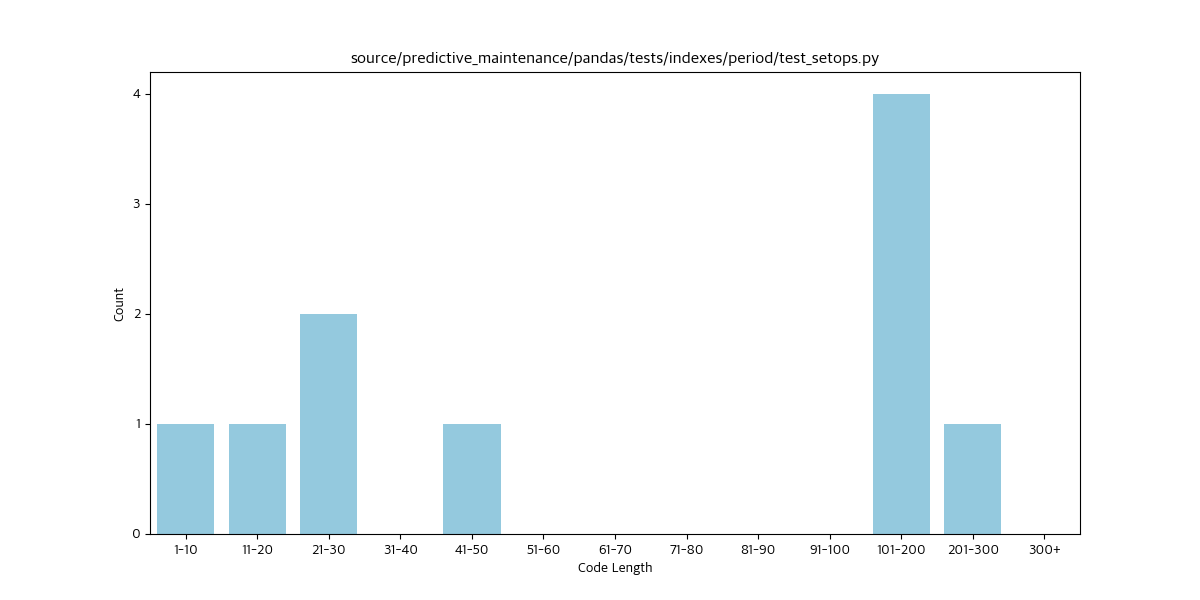 source/predictive_maintenance/pandas/tests/indexes/period/test_setops.py
4
3
2
1
0
Count
1-10 11-20 21-30 31-40 41-50 51-60 61-70 71-80 81-90 91-100 101-200 201-300 300+
Code Length